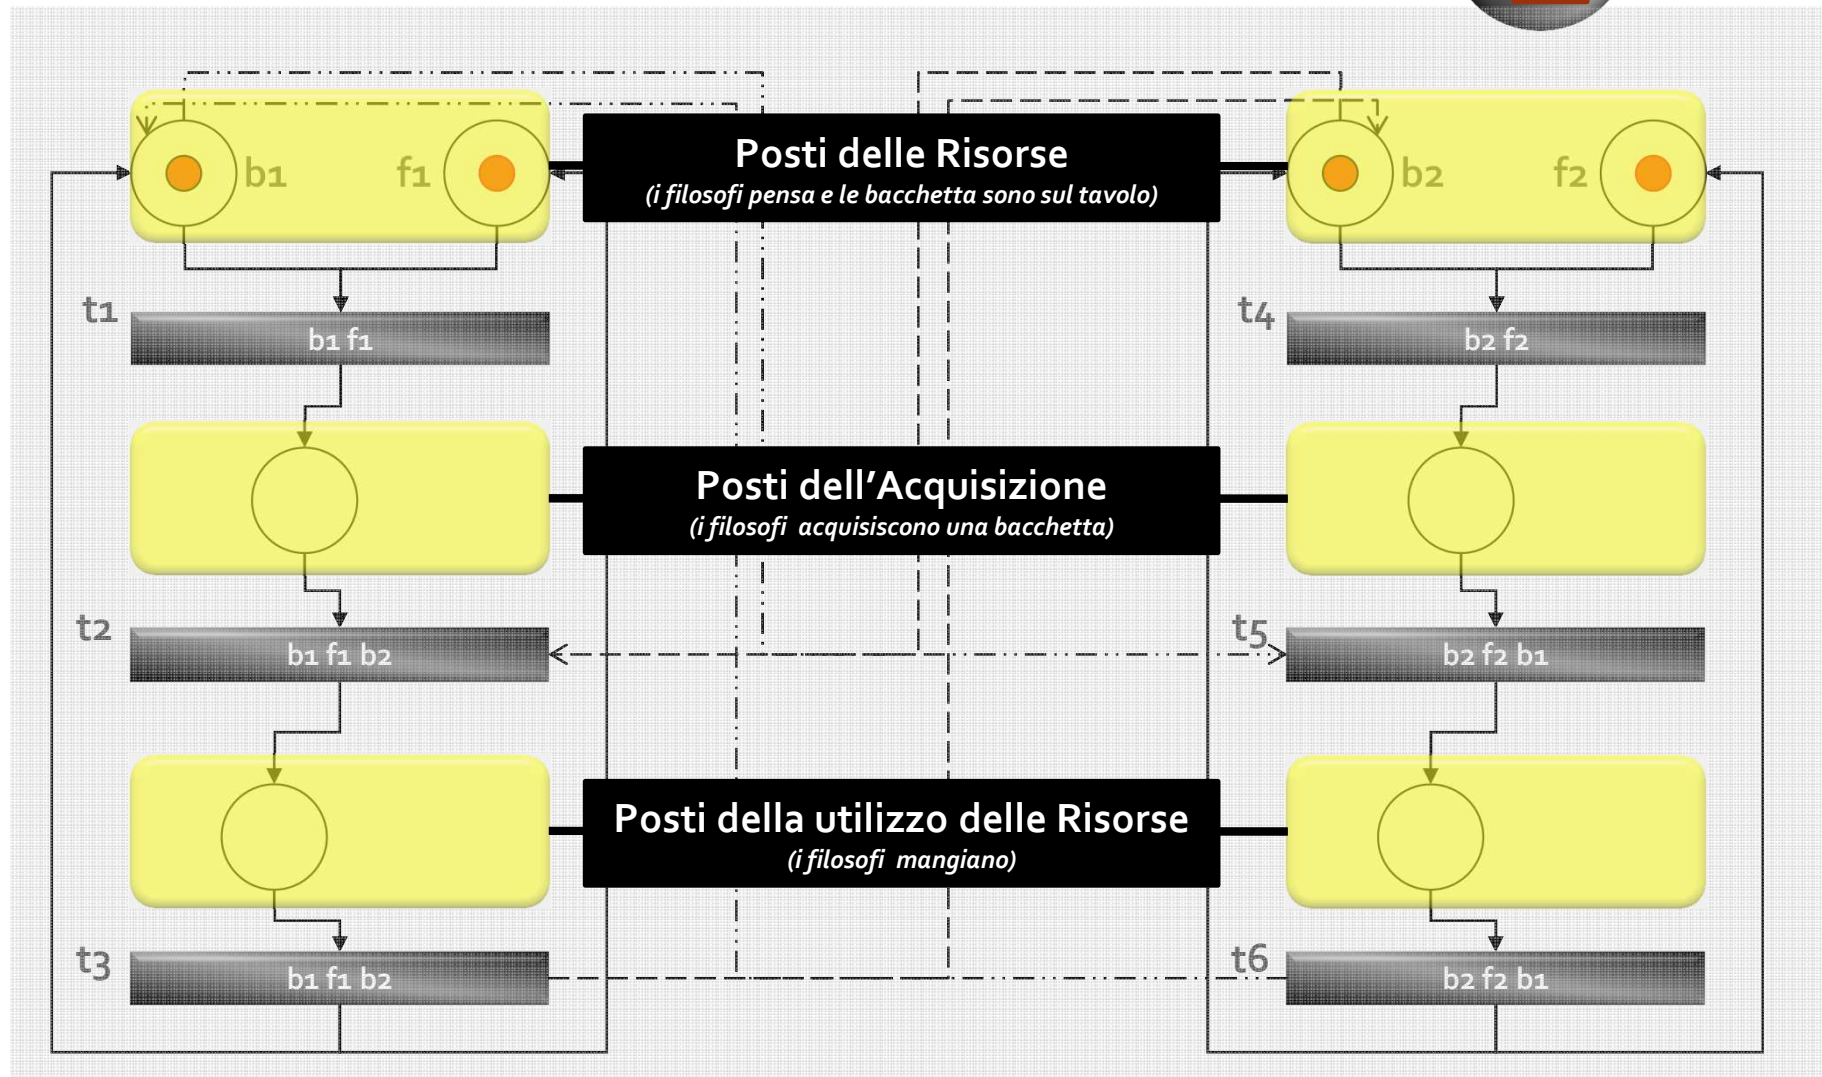 Posti delle Risorse
(i filosofi pensa e le bacchetta sono sul tavolo)
b1 f1
b2 f2
t1
b1 f1
t4
b2 f2
Posti dell’Acquisizione
(i filosofi acquisiscono una bacchetta)
t2
b1 f1 b2
t5
b2 f2 b1
Posti della utilizzo delle Risorse
(i filosofi mangiano)
t3
b1 f1 b2
t6
b2 f2 b1